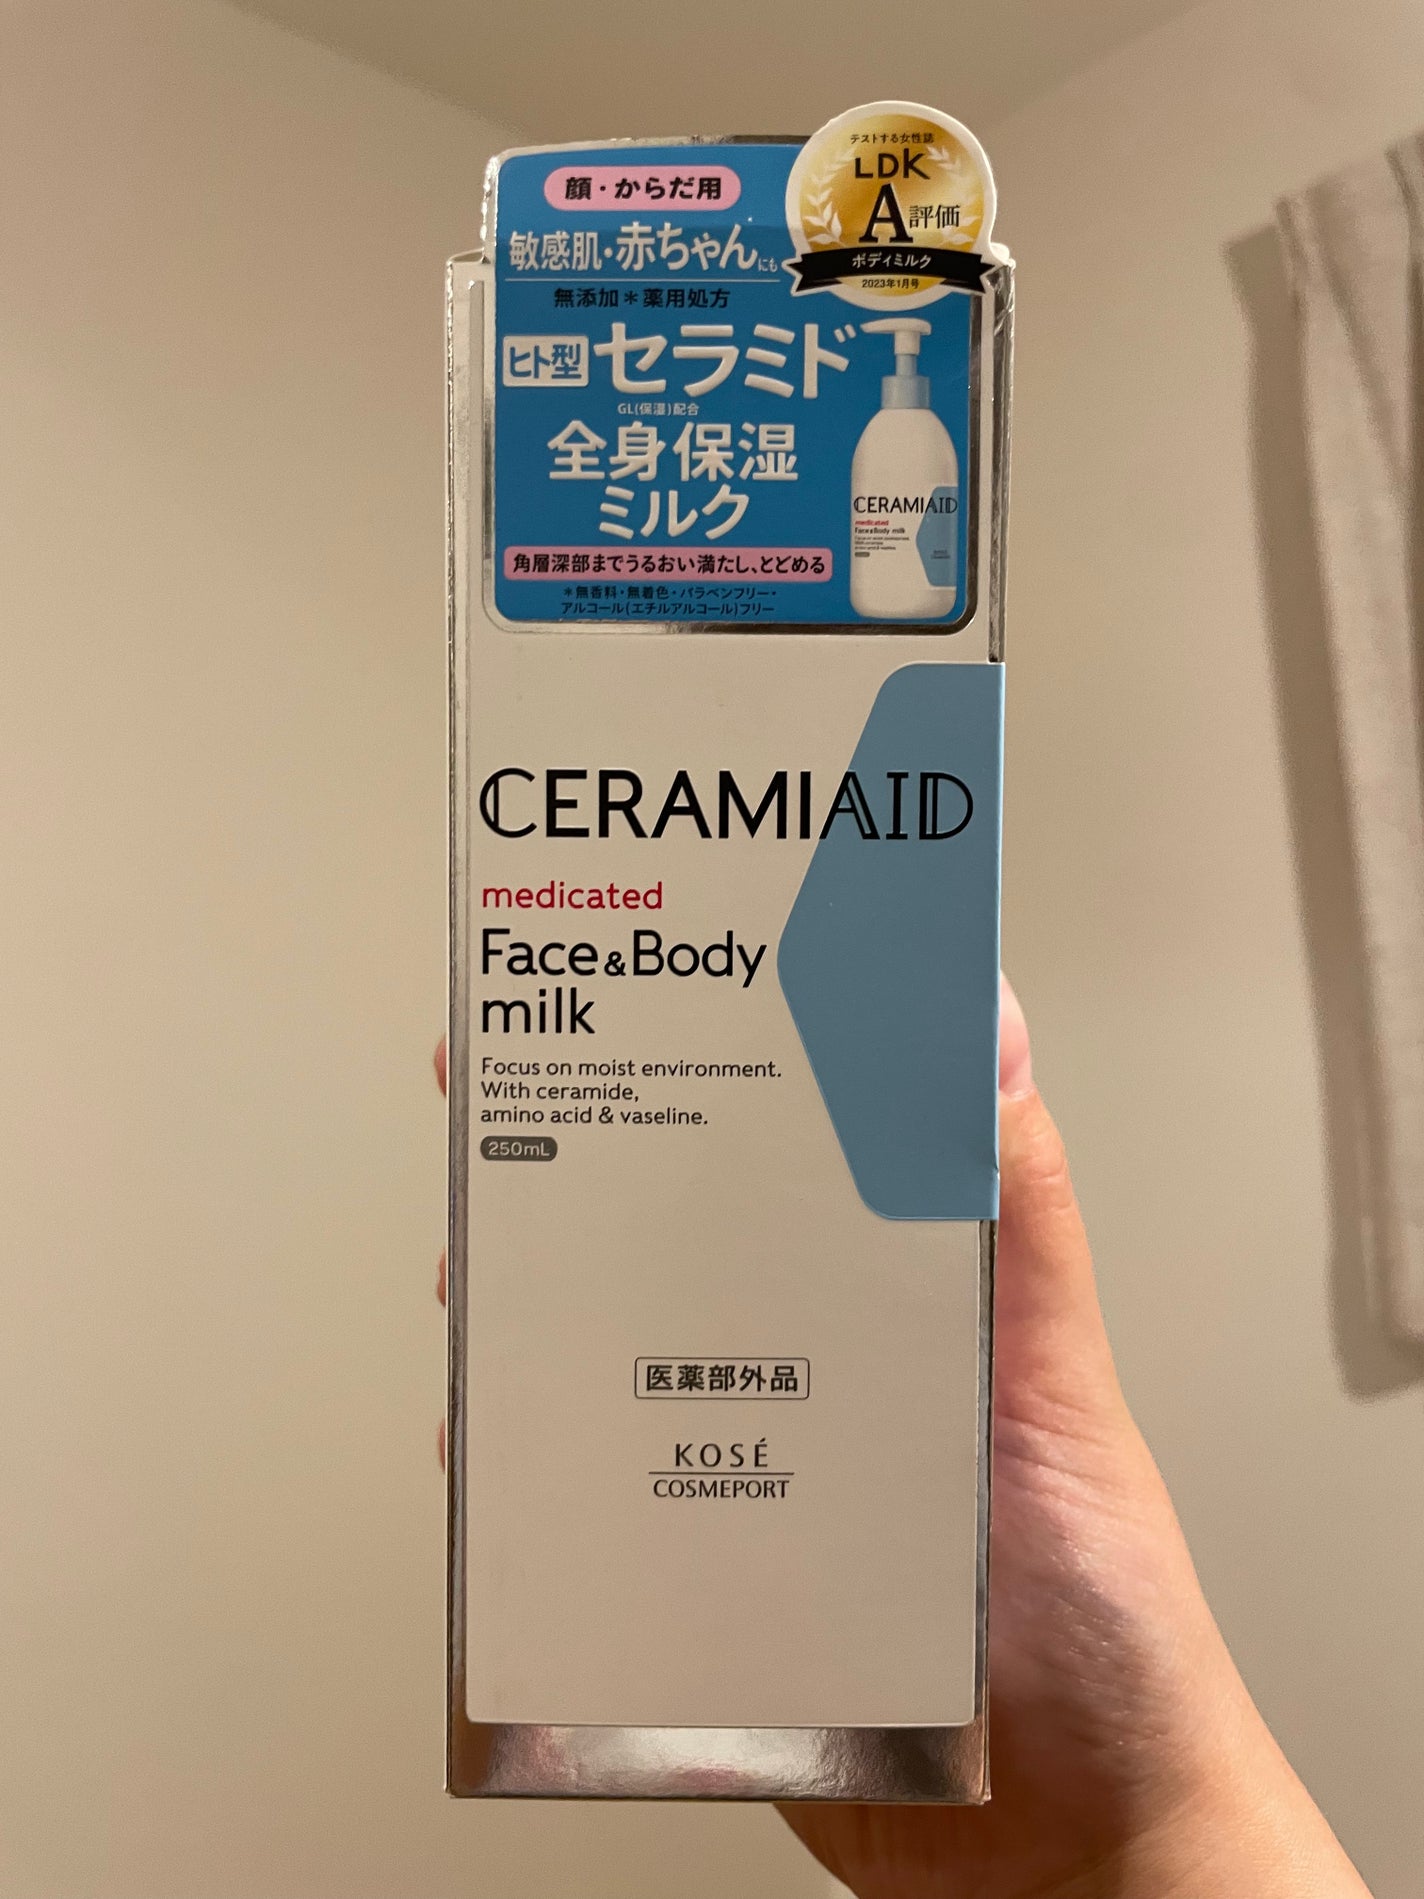 テストする女性誌
LDK
A評価
ボディミルク
2023年1月号
顔・からだ用
敏感肌・赤ちゃんにも
無添加＊薬用処方
ヒト型 セラミド
GL(保湿)配合
全身保湿
ミルク
角層深部までうるおい満たし、とどめる
＊無香料・無着色・パラベンフリー・
アルコール(エチルアルコール)フリー
CERAMIAID
medicated
Face&Body milk
CERAMIAID
medicated
Face&Body
milk
Focus on moist environment.
With ceramide,
amino acid & vaseline.
250mL
医薬部外品
KOSÉ
COSMEPORT